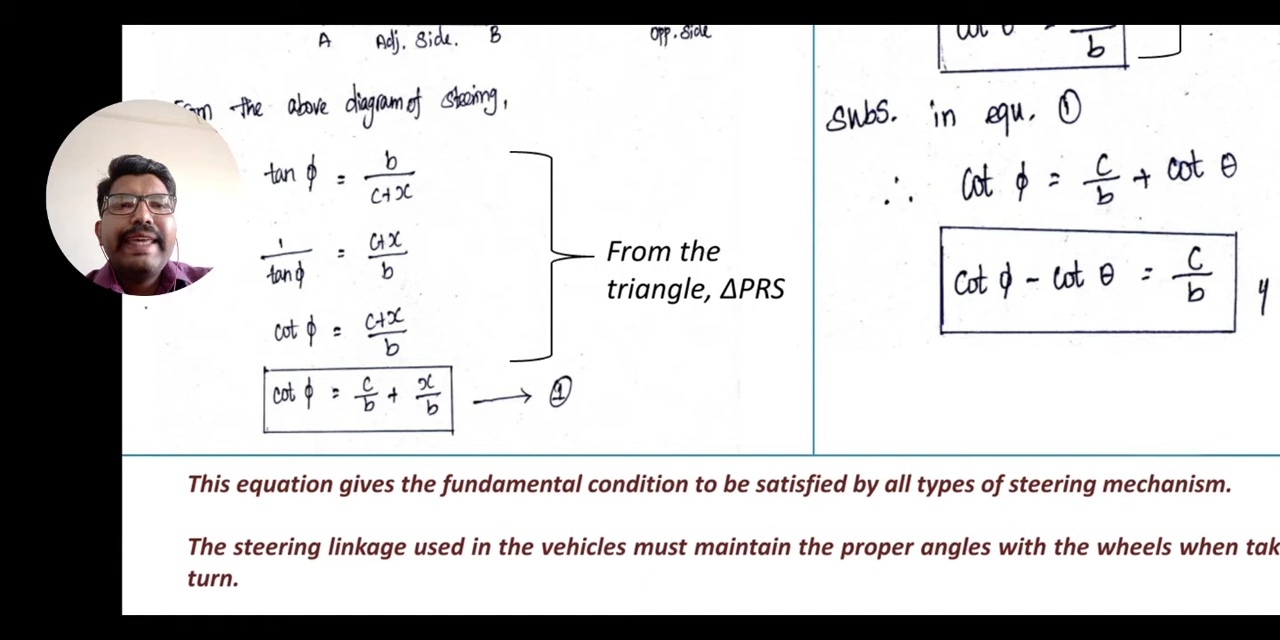 A Adj. Side. B
Opp. Side
From the above diagram of steering,
tan ϕ = b / c+x
1 / tan ϕ = c+x / b
cot ϕ = c+x / b
cot ϕ = c/b + x/b → ①
From the
triangle, ΔPRS
cot θ = / b
Subs. in equ. ①
∴ cot ϕ = c/b + cot θ
cot ϕ - cot θ = c/b
This equation gives the fundamental condition to be satisfied by all types of steering mechanism.
The steering linkage used in the vehicles must maintain the proper angles with the wheels when tak
turn.